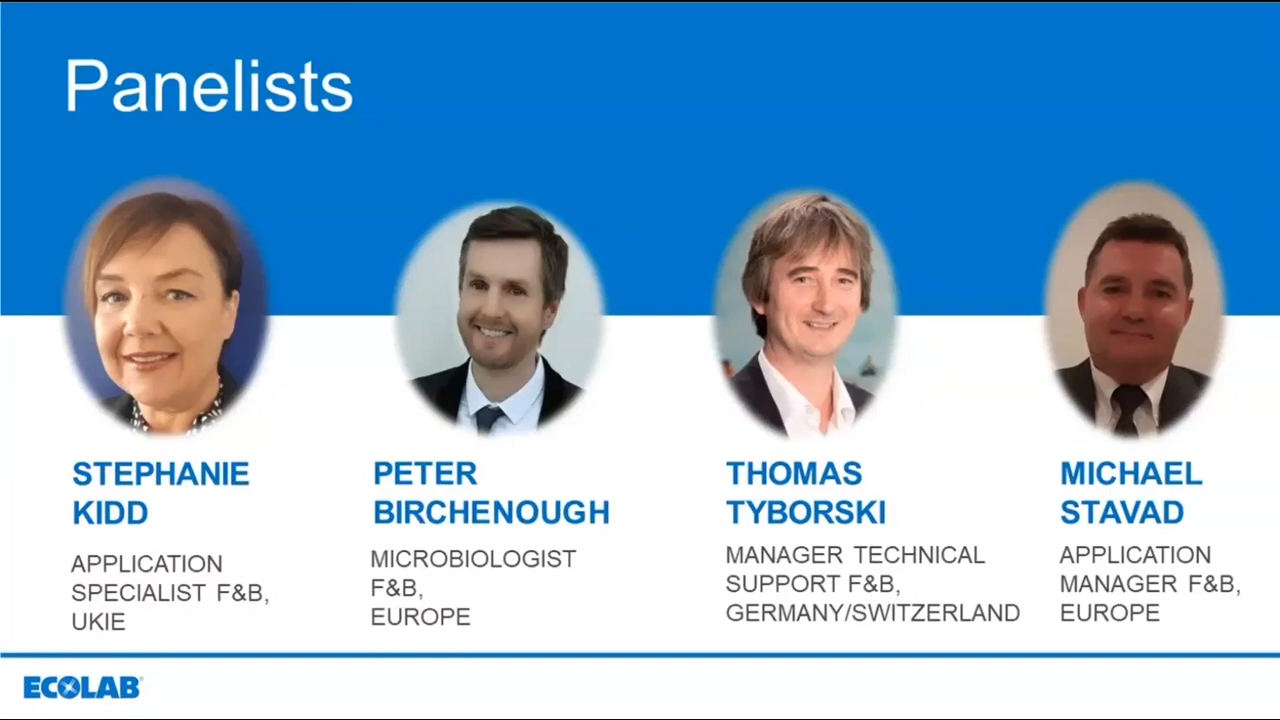 Panelists
STEPHANIE
KIDD
APPLICATION
SPECIALIST F&B,
UKIE
PETER
BIRCHENOUGH
MICROBIOLOGIST
F&B,
EUROPE
THOMAS
TYBORSKI
MANAGER TECHNICAL
SUPPORT F&B,
GERMANY/SWITZERLAND
MICHAEL
STAVAD
APPLICATION
MANAGER F&B,
EUROPE
ECOLAB®